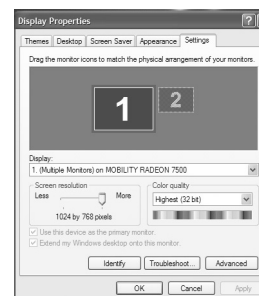 Display Properties
?
Themes Desktop Screen Saver Appearance Settings
Drag the monitor icons to match the physical arrangement of your monitors.
1 2
Display:
1. (Multiple Monitors) on MOBILITY RADEON 7500
Screen resolution
Less More
1024 by 768 pixels
Color quality
Highest (32 bit)
Use this device as the primary monitor.
Extend my Windows desktop onto this monitor.
Identify Troubleshoot... Advanced
OK Cancel Apply